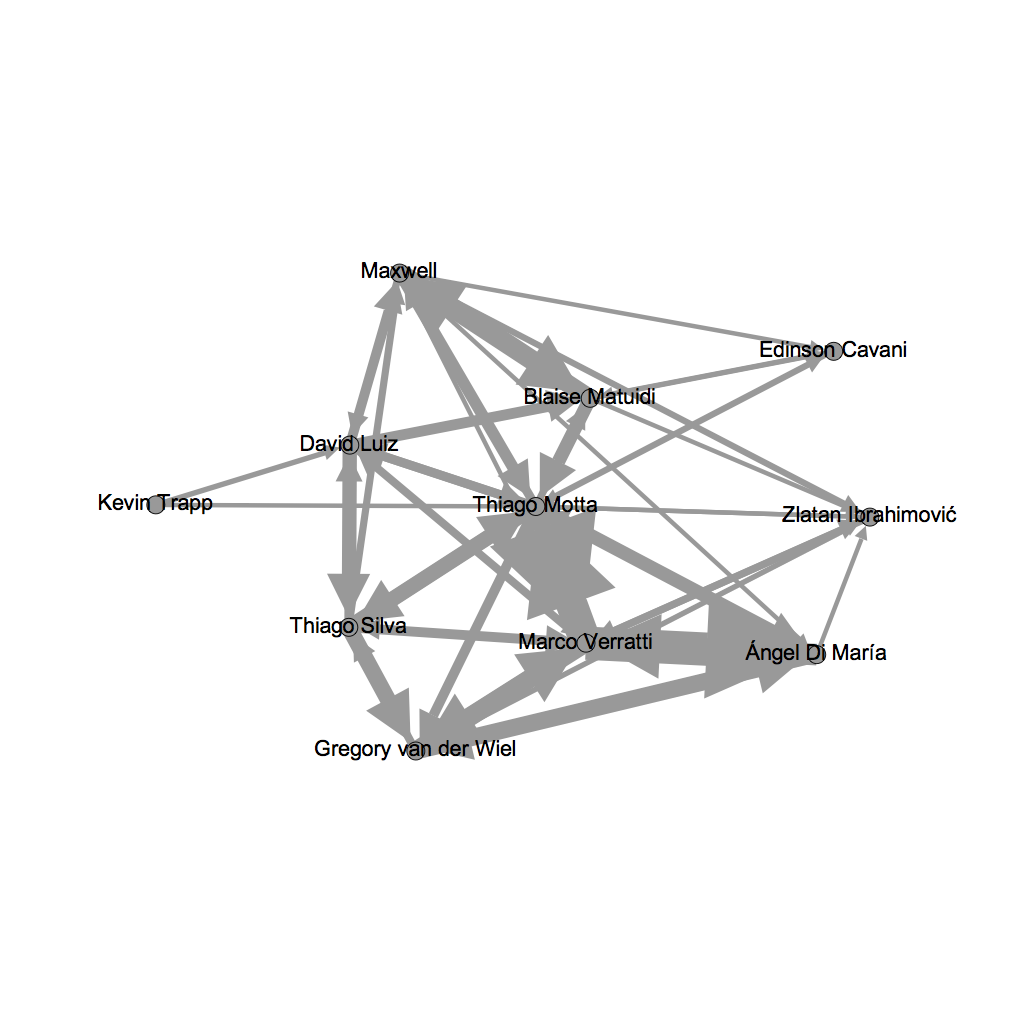 Maxwell
Edinson Cavani
Blaise Matuidi
David Luiz
Kevin Trapp
Thiago Motta
Zlatan Ibrahimović
Thiago Silva
Marco Verratti
Ángel Di María
Gregory van der Wiel